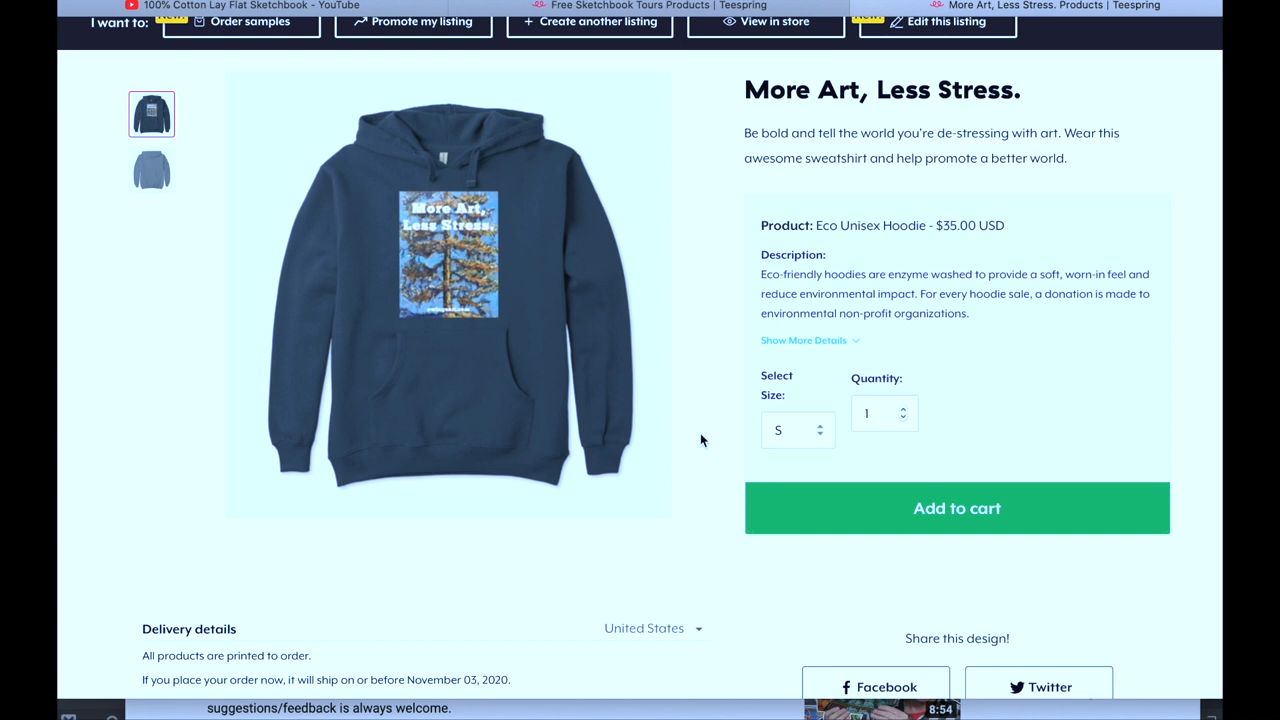 100% Cotton Lay Flat Sketchbook - YouTube
Free Sketchbook Tours Products | Teespring
More Art, Less Stress. Products | Teespring
I want to:
New!
Order samples
Promote my listing
Create another listing
View in store
New!
Edit this listing
More Art, Less Stress.
Be bold and tell the world you're de-stressing with art. Wear this
awesome sweatshirt and help promote a better world.
More Art,
Less Stress.
Product: Eco Unisex Hoodie - $35.00 USD
Description:
Eco-friendly hoodies are enzyme washed to provide a soft, worn-in feel and
reduce environmental impact. For every hoodie sale, a donation is made to
environmental non-profit organizations.
Show More Details
Select
Size:
Quantity:
S
1
Add to cart
Delivery details
United States
All products are printed to order.
If you place your order now, it will ship on or before November 03, 2020.
Share this design!
Facebook
Twitter
suggestions/feedback is always welcome.
8:54